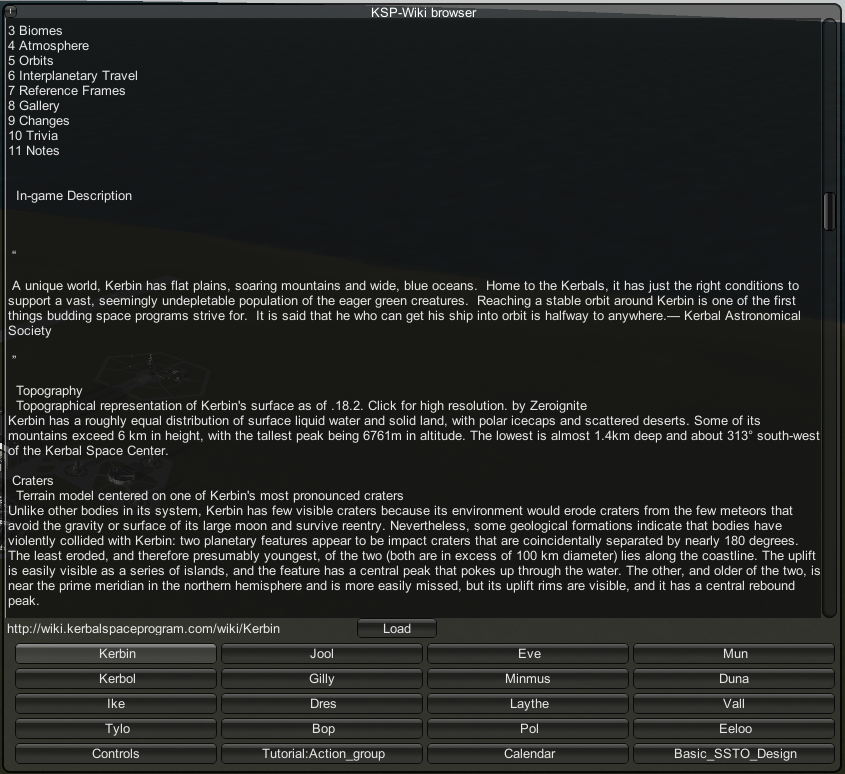 KSP-Wiki browser
3 Biomes
4 Atmosphere
5 Orbits
6 Interplanetary Travel
7 Reference Frames
8 Gallery
9 Changes
10 Trivia
11 Notes
In-game Description
“
A unique world, Kerbin has flat plains, soaring mountains and wide, blue oceans.  Home to the Kerbals, it has just the right conditions to
support a vast, seemingly undepletable population of the eager green creatures.  Reaching a stable orbit around Kerbin is one of the first
things budding space programs strive for.  It is said that he who can get his ship into orbit is halfway to anywhere.— Kerbal Astronomical
Society
”
Topography
Topographical representation of Kerbin's surface as of .18.2. Click for high resolution. by Zeroignite
Kerbin has a roughly equal distribution of surface liquid water and solid land, with polar icecaps and scattered deserts. Some of its
mountains exceed 6 km in height, with the tallest peak being 6761m in altitude. The lowest is almost 1.4km deep and about 313° south-west
of the Kerbal Space Center.
Craters
Terrain model centered on one of Kerbin's most pronounced craters
Unlike other bodies in its system, Kerbin has few visible craters because its environment would erode craters from the few meteors that
avoid the gravity or surface of its large moon and survive reentry. Nevertheless, some geological formations indicate that bodies have
violently collided with Kerbin: two planetary features appear to be impact craters that are coincidentally separated by nearly 180 degrees.
The least eroded, and therefore presumably youngest, of the two (both are in excess of 100 km diameter) lies along the coastline. The uplift
is easily visible as a series of islands, and the feature has a central peak that pokes up through the water. The other, and older of the two, is
near the prime meridian in the northern hemisphere and is more easily missed, but its uplift rims are visible, and it has a central rebound
peak.
http://wiki.kerbalspaceprogram.com/wiki/Kerbin Load
Kerbin Jool Eve Mun
Kerbol Gilly Minmus Duna
Ike Dres Laythe Vall
Tylo Bop Pol Eeloo
Controls Tutorial:Action_group Calendar Basic_SSTO_Design